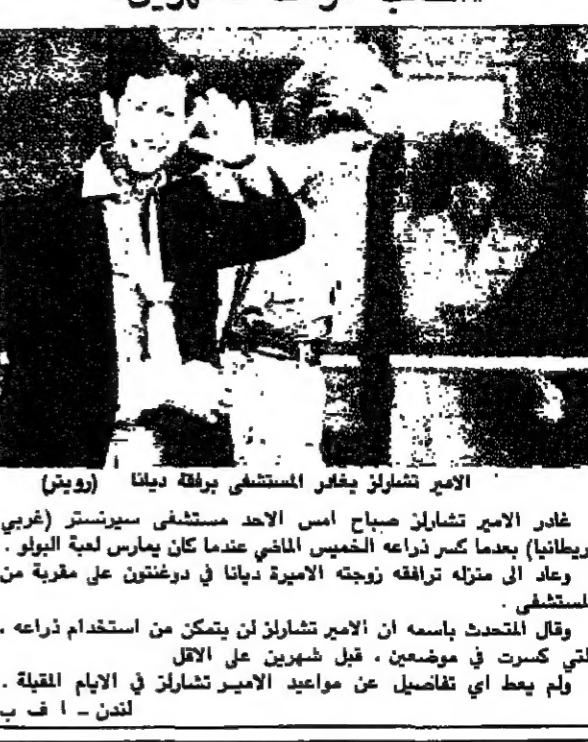 الامير تشارلز يغادر المستشفى برفقة ديانا (رويتر)
غادر الامير تشارلز صباح امس الاحد مستشفى سيرنستر (غربي
بريطانيا) بعدما كسر ذراعه الخميس الماضي عندما كان يمارس لعبة البولو .
وعاد الى منزله ترافقه زوجته الاميرة ديانا في دوغنتون على مقربة من
المستشفى .
وقال المتحدث باسمه ان الامير تشارلز لن يتمكن من استخدام ذراعه ،
التي كسرت في موضعين ، قبل شهرين على الاقل
ولم يعط اي تفاصيل عن مواعيد الامير تشارلز في الايام المقبلة .
لندن - ا ف ب